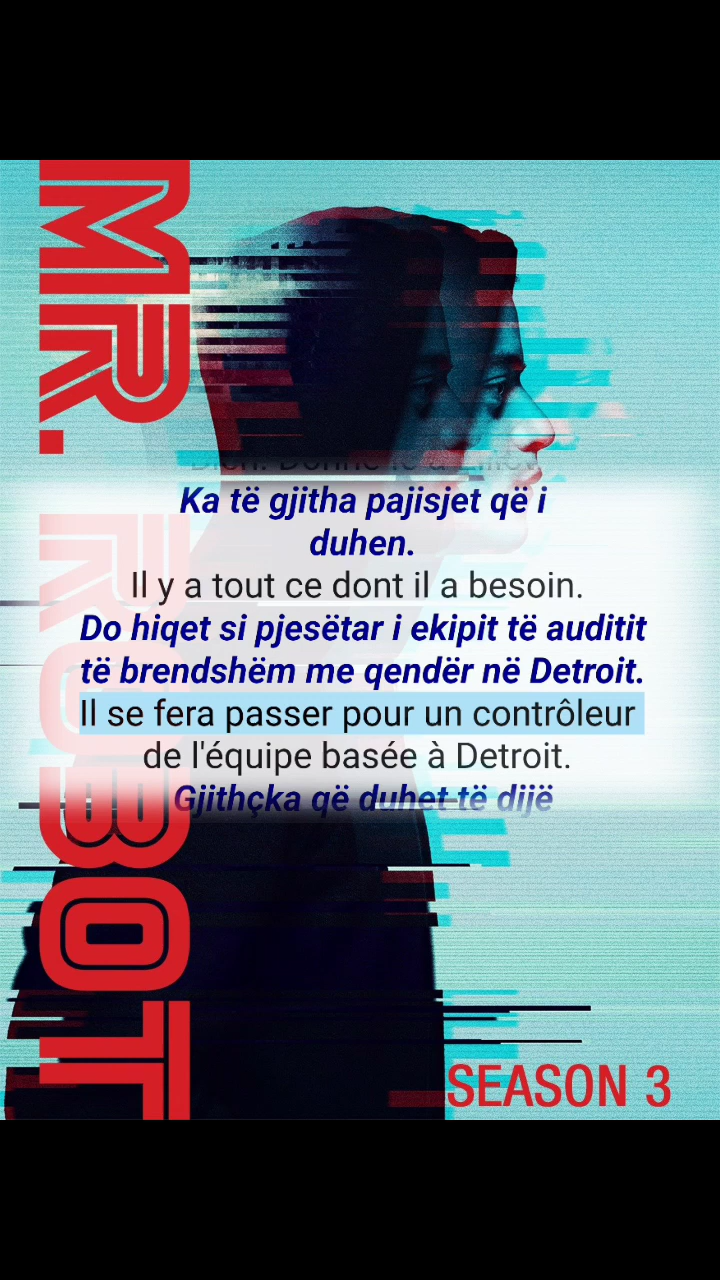 MR. ROBOT
Ka të gjitha pajisjet që i
duhen.
Il y a tout ce dont il a besoin.
Do hiqet si pjesëtar i ekipit të auditit
të brendshëm me qendër në Detroit.
Il se fera passer pour un contrôleur
de l'équipe basée à Detroit.
Gjithçka që duhet të dijë
SEASON 3